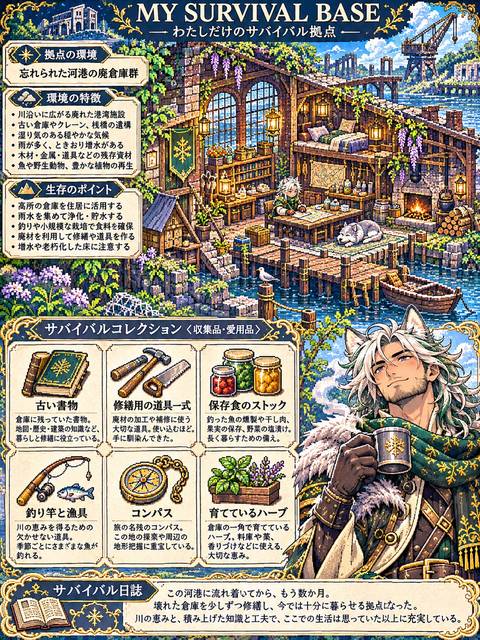 MY SURVIVAL BASE
わたしだけのサバイバル拠点
拠点の環境
忘れられた河港の廃倉庫群
環境の特徴
• 川沿いに広がる廃れた港湾施設
• 古い倉庫やクレーン、桟橋の遺構
• 湿り気のある穏やかな気候
• 雨が多く、ときおり増水がある
• 木材・金属・道具などの残存資材
• 魚や野生動物、豊かな植物の再生
生存のポイント
• 高所の倉庫を住居に活用する
• 雨水を集めて浄化・貯水する
• 釣りや小規模な栽培で食料を確保
• 廃材を利用して修繕や道具を作る
• 増水や老朽化した床に注意する
サバイバルコレクション〈収集品・愛用品〉
古い書物
倉庫に残っていた書物。
地図・歴史・建築の知識など、
暮らしと修繕に役立っている。
修繕用の道具一式
廃材の加工や補修に使う
大切な道具。使い込むほど、
手に馴染んできた。
保存食のストック
釣った魚の燻製や干し肉、
果実の保存、野菜の塩漬け。
長く暮らすための備え。
釣り竿と漁具
川の恵みを得るための
欠かせない道具。
季節ごとにさまざまな魚が
釣れる。
コンパス
旅の名残のコンパス。
この地の探索や周辺の
地形把握に重宝している。
育てているハーブ
倉庫の一角で育てている
ハーブ。料理や薬、
香りづけなどに使える、
大切な恵み。
サバイバル日誌
この河港に流れ着いてから、もう数か月。
壊れた倉庫を少しずつ修繕し、今では十分に暮らせる拠点になった。
川の恵みと、積み上げた知識と工夫で、ここでの生活は思っていた以上に充実している。